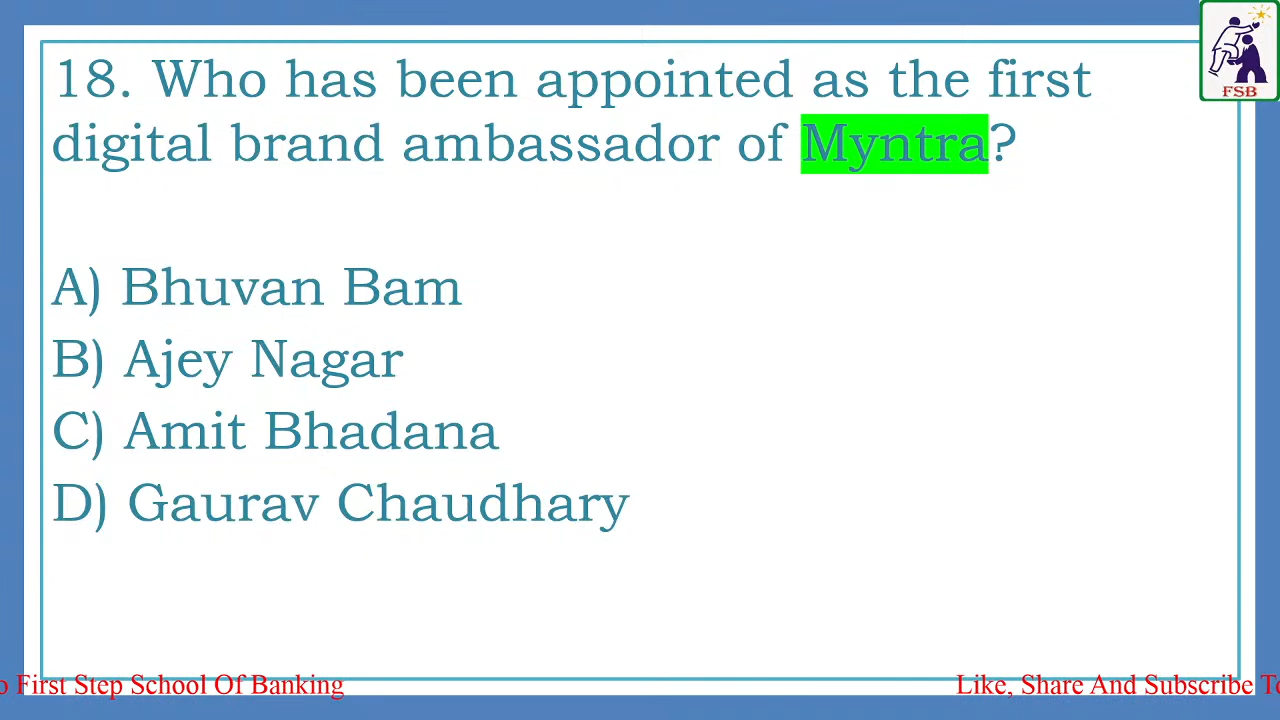 FSB
18. Who has been appointed as the first
digital brand ambassador of Myntra?
A) Bhuvan Bam
B) Ajey Nagar
C) Amit Bhadana
D) Gaurav Chaudhary
o First Step School Of Banking
Like, Share And Subscribe To